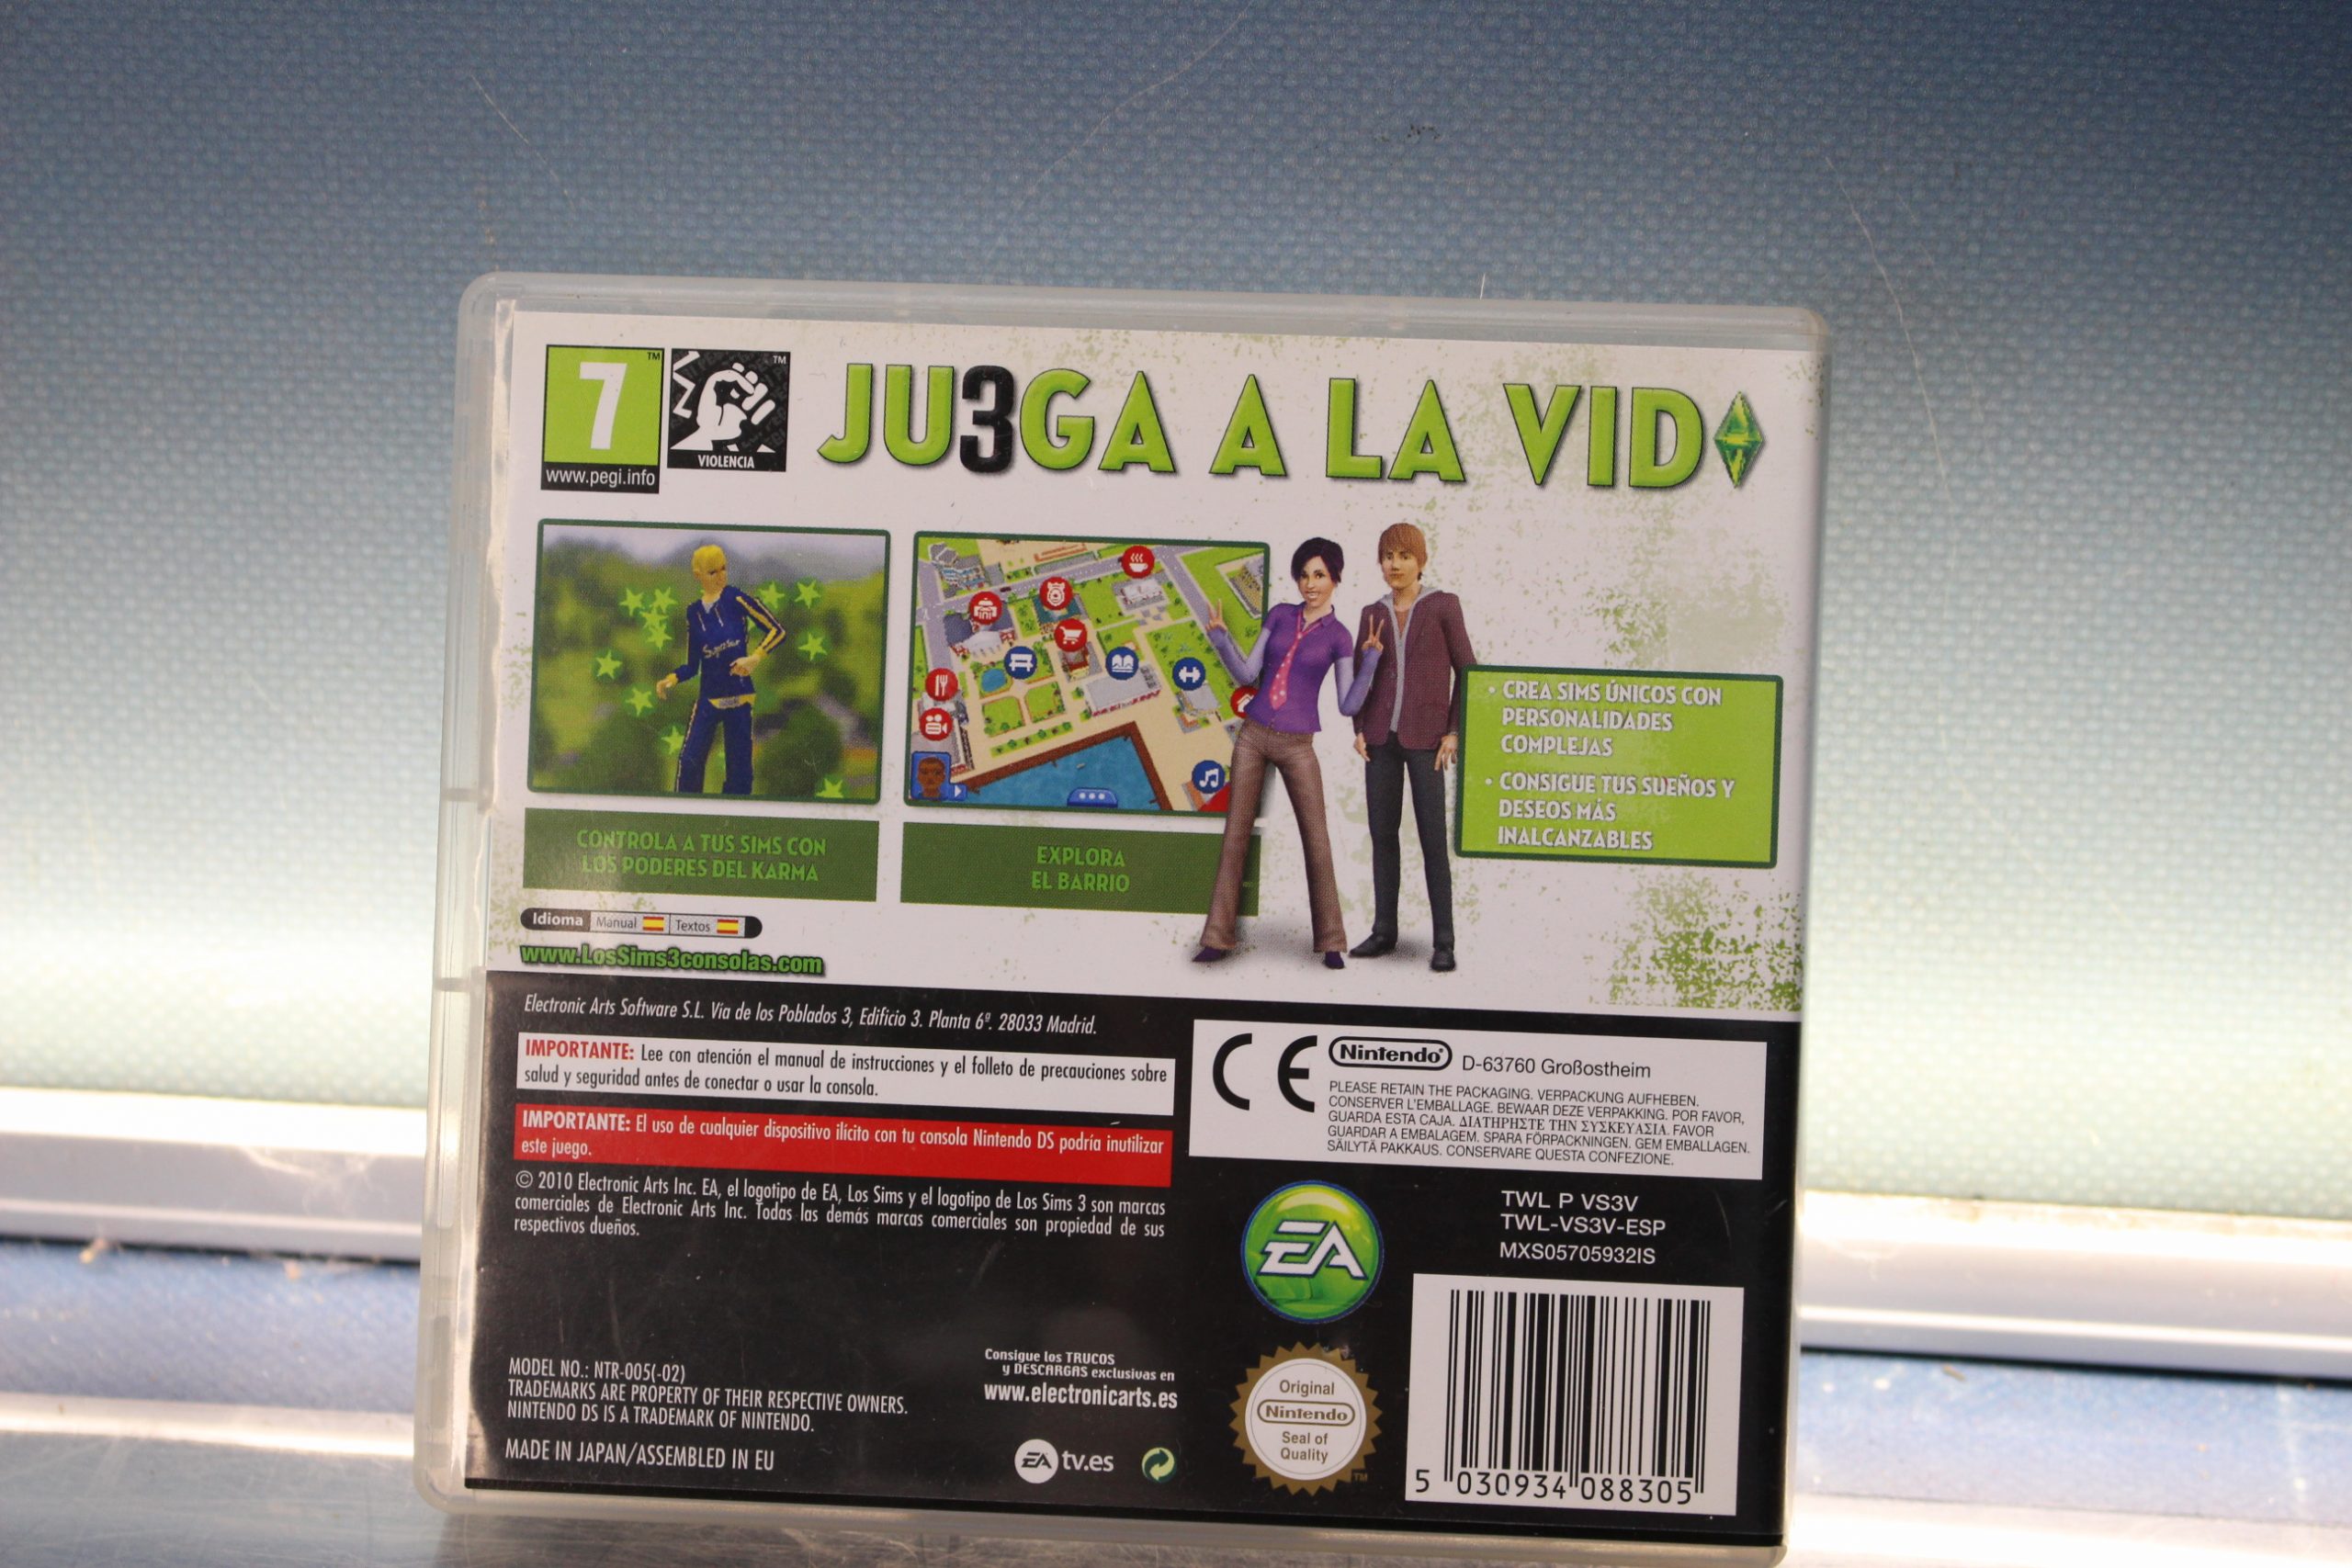 7
TM
www.pegi.info
TM
VIOLENCIA
JU3GA A LA VID
CONTROLA A TUS SIMS CON
LOS PODERES DEL KARMA
EXPLORA
EL BARRIO
• CREA SIMS ÚNICOS CON
PERSONALIDADES
COMPLEJAS
• CONSIGUE TUS SUEÑOS Y
DESEOS MÁS
INALCANZABLES
Idioma Manual Textos
www.LosSims3consolas.com
Electronic Arts Software S.L. Vía de los Poblados 3, Edificio 3. Planta 6ª. 28033 Madrid.
IMPORTANTE: Lee con atención el manual de instrucciones y el folleto de precauciones sobre
salud y seguridad antes de conectar o usar la consola.
IMPORTANTE: El uso de cualquier dispositivo ilícito con tu consola Nintendo DS podría inutilizar
este juego.
© 2010 Electronic Arts Inc. EA, el logotipo de EA, Los Sims y el logotipo de Los Sims 3 son marcas
comerciales de Electronic Arts Inc. Todas las demás marcas comerciales son propiedad de sus
respectivos dueños.
CE Nintendo® D-63760 Großostheim
PLEASE RETAIN THE PACKAGING. VERPACKUNG AUFHEBEN.
CONSERVER L'EMBALLAGE. BEWAAR DEZE VERPAKKING. POR FAVOR,
GUARDA ESTA CAJA. ΔΙΑΤΗΡΗΣΤΕ ΤΗΝ ΣΥΣΚΕΥΑΣΙΑ. FAVOR
GUARDAR A EMBALAGEM. SPARA FÖRPACKNINGEN. GEM EMBALLAGEN.
SÄILYTÄ PAKKAUS. CONSERVARE QUESTA CONFEZIONE.
EA
TWL P VS3V
TWL-VS3V-ESP
MXS05705932IS
MODEL NO.: NTR-005(-02)
TRADEMARKS ARE PROPERTY OF THEIR RESPECTIVE OWNERS.
NINTENDO DS IS A TRADEMARK OF NINTENDO.
MADE IN JAPAN/ASSEMBLED IN EU
Consigue los TRUCOS
y DESCARGAS exclusivas en
www.electronicarts.es
EA tv.es
Original
Nintendo
Seal of
Quality
TM
5 030934 088305